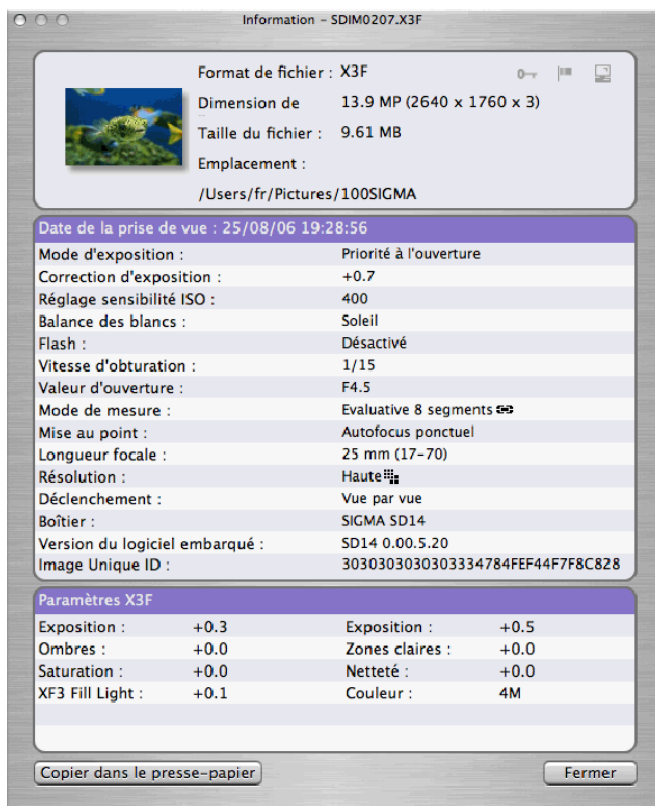 Information - SDIM0207.X3F
Format de fichier : X3F
Dimension de 13.9 MP (2640 x 1760 x 3)
Taille du fichier : 9.61 MB
Emplacement :
/Users/fr/Pictures/100SIGMA
Date de la prise de vue : 25/08/06 19:28:56
Mode d'exposition : Priorité à l'ouverture
Correction d'exposition : +0.7
Réglage sensibilité ISO : 400
Balance des blancs : Soleil
Flash : Désactivé
Vitesse d'obturation : 1/15
Valeur d'ouverture : F4.5
Mode de mesure : Evaluative 8 segments
Mise au point : Autofocus ponctuel
Longueur focale : 25 mm (17-70)
Résolution : Haute
Déclenchement : Vue par vue
Boîtier : SIGMA SD14
Version du logiciel embarqué : SD14 0.00.5.20
Image Unique ID : 3030303030303334784FEF44F7F8C828
Paramètres X3F
Exposition : +0.3 Exposition : +0.5
Ombres : +0.0 Zones claires : +0.0
Saturation : +0.0 Netteté : +0.0
XF3 Fill Light : +0.1 Couleur : 4M
Copier dans le presse-papier Fermer